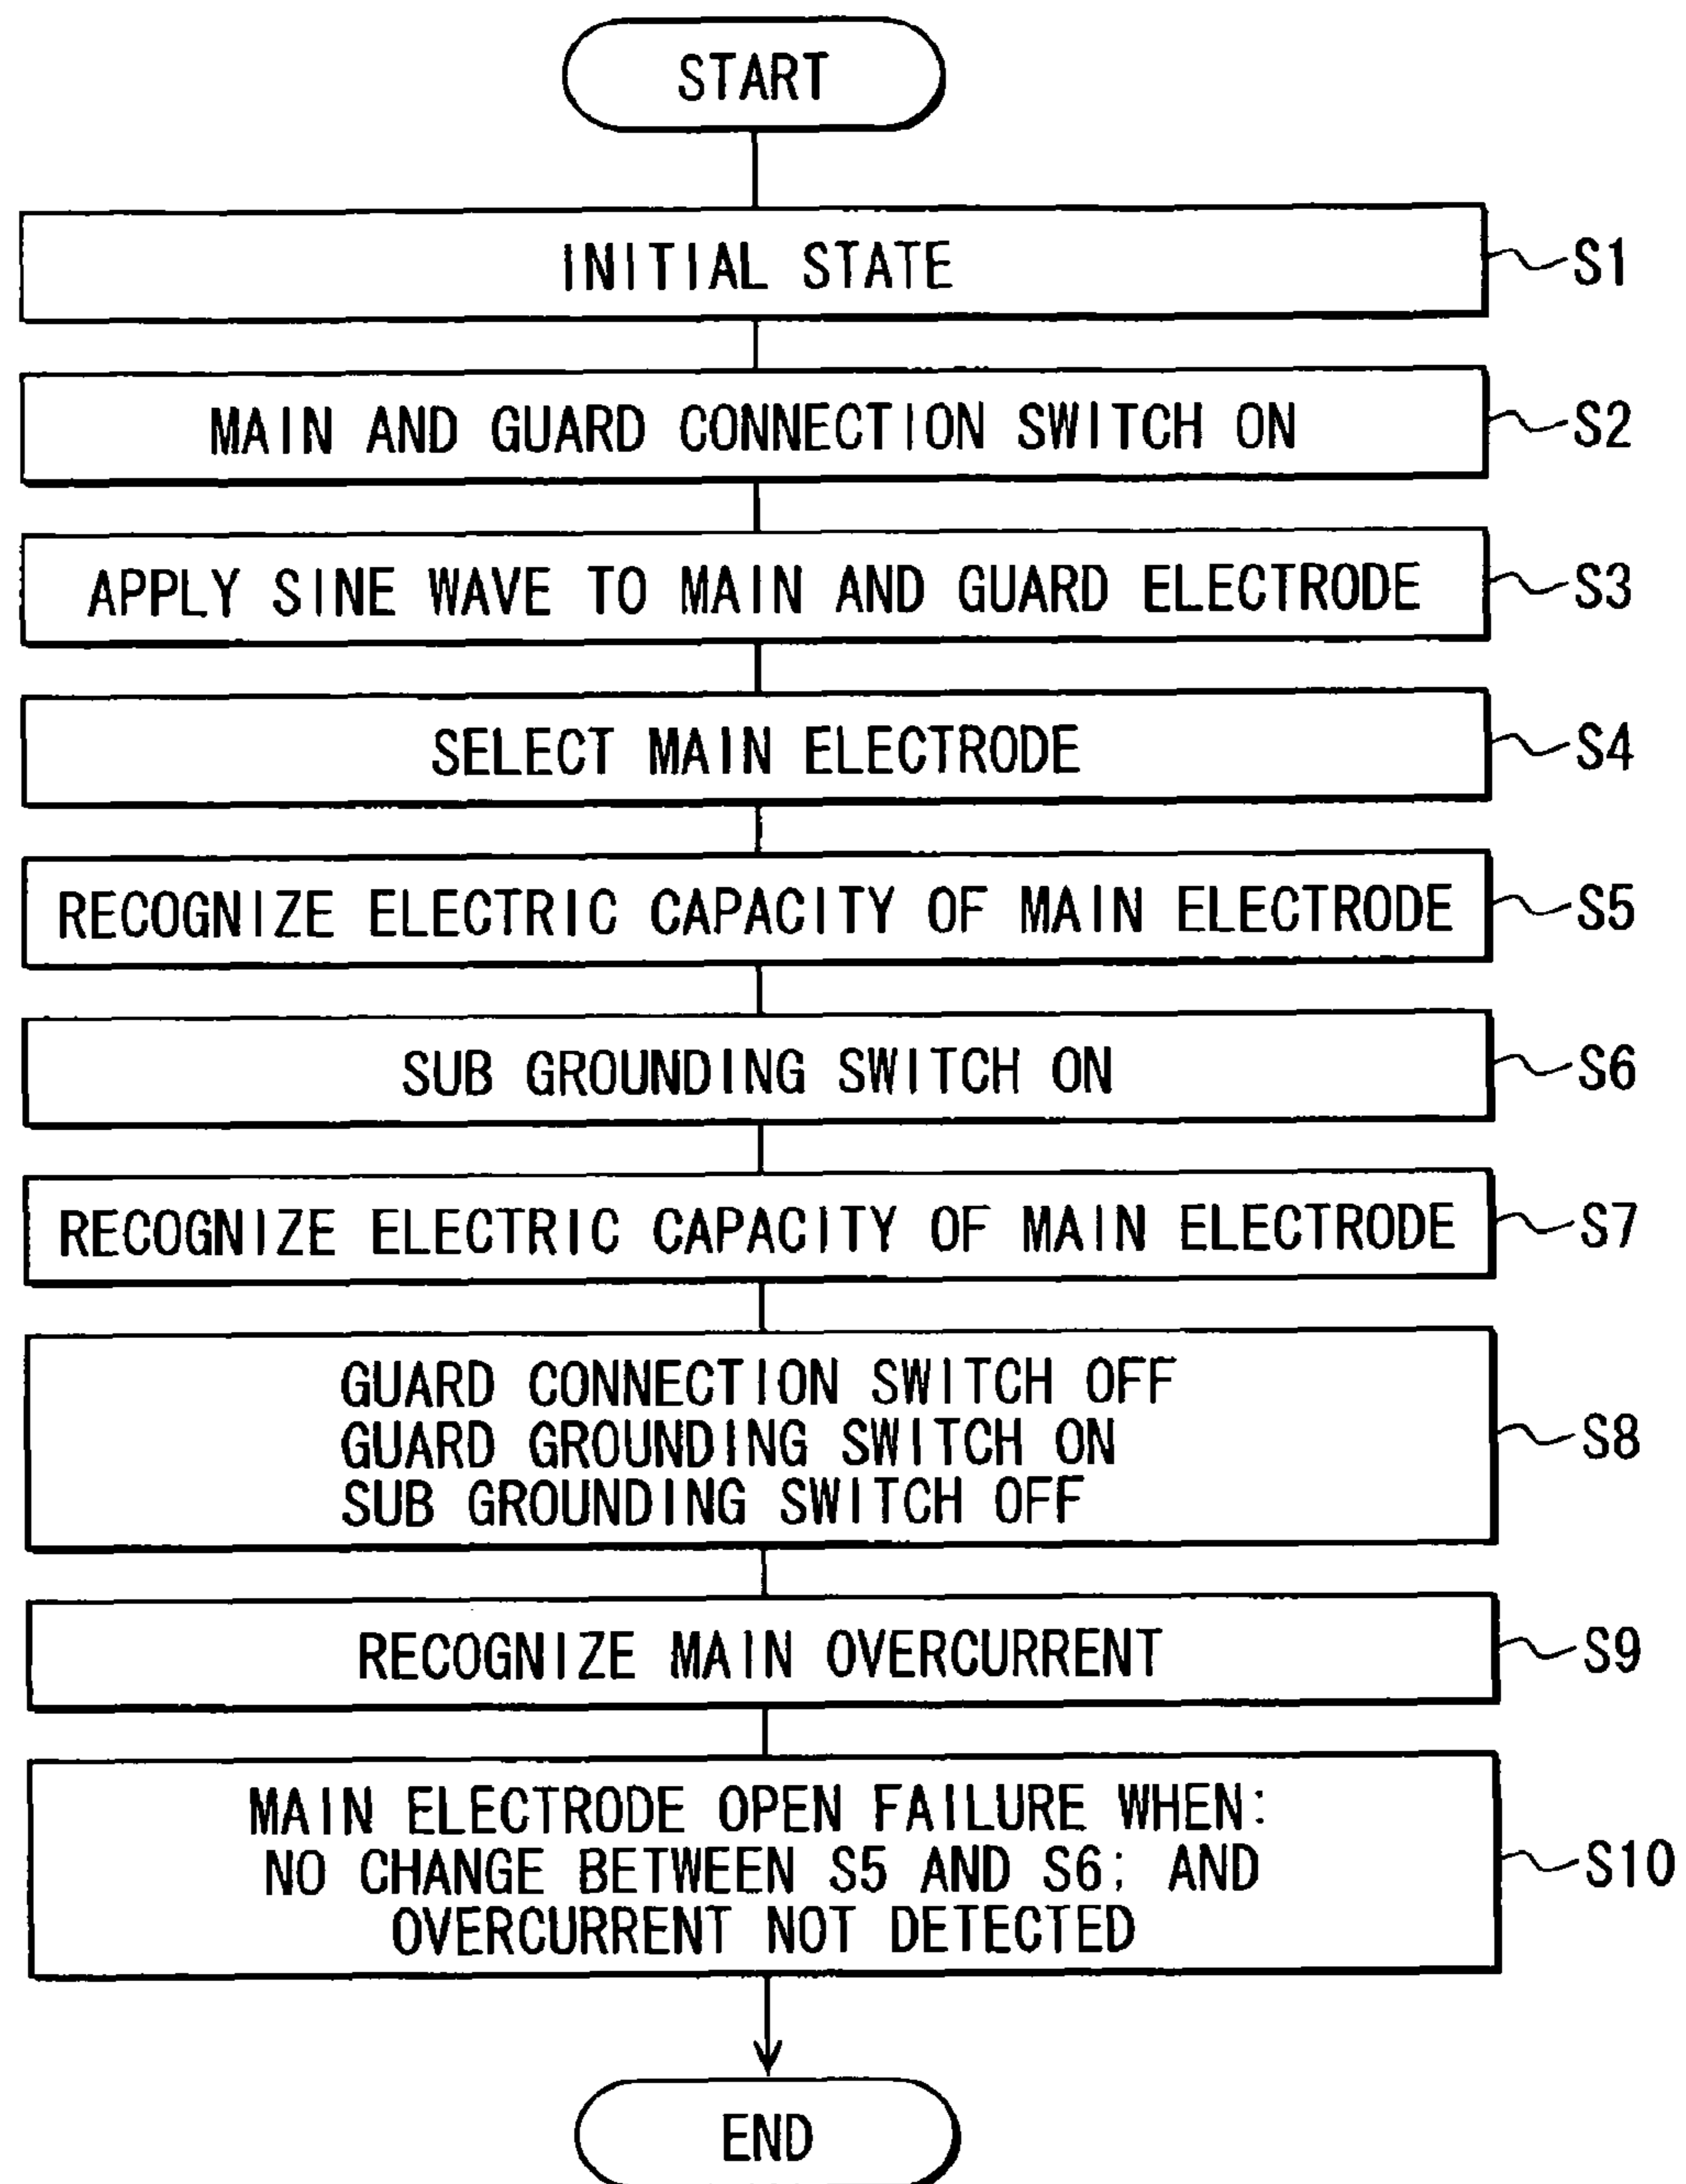 START
INITIAL STATE
S1
MAIN AND GUARD CONNECTION SWITCH ON
S2
APPLY SINE WAVE TO MAIN AND GUARD ELECTRODE
S3
SELECT MAIN ELECTRODE
S4
RECOGNIZE ELECTRIC CAPACITY OF MAIN ELECTRODE
S5
SUB GROUNDING SWITCH ON
S6
RECOGNIZE ELECTRIC CAPACITY OF MAIN ELECTRODE
S7
GUARD CONNECTION SWITCH OFF
GUARD GROUNDING SWITCH ON
SUB GROUNDING SWITCH OFF
S8
RECOGNIZE MAIN OVERCURRENT
S9
MAIN ELECTRODE OPEN FAILURE WHEN:
NO CHANGE BETWEEN S5 AND S6; AND
OVERCURRENT NOT DETECTED
S10
END